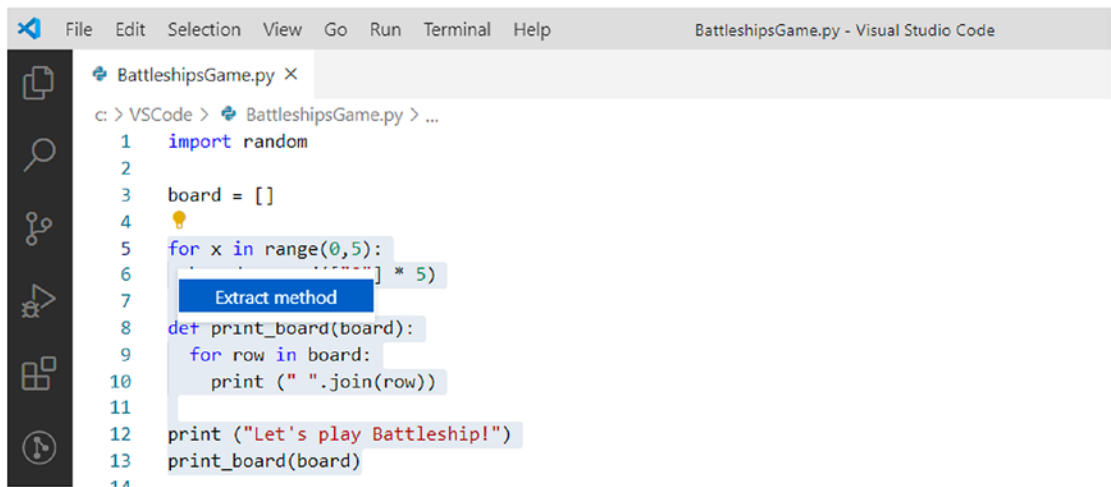 File Edit Selection View Go Run Terminal Help BattleshipsGame.py - Visual Studio Code
BattleshipsGame.py ×
c: > VSCode > BattleshipsGame.py > ...
1 import random
2
3 board = []
4
5 for x in range(0,5):
6 ] * 5)
Extract method
7
8 def print_board(board):
9 for row in board:
10 print (" ".join(row))
11
12 print ("Let's play Battleship!")
13 print_board(board)
14